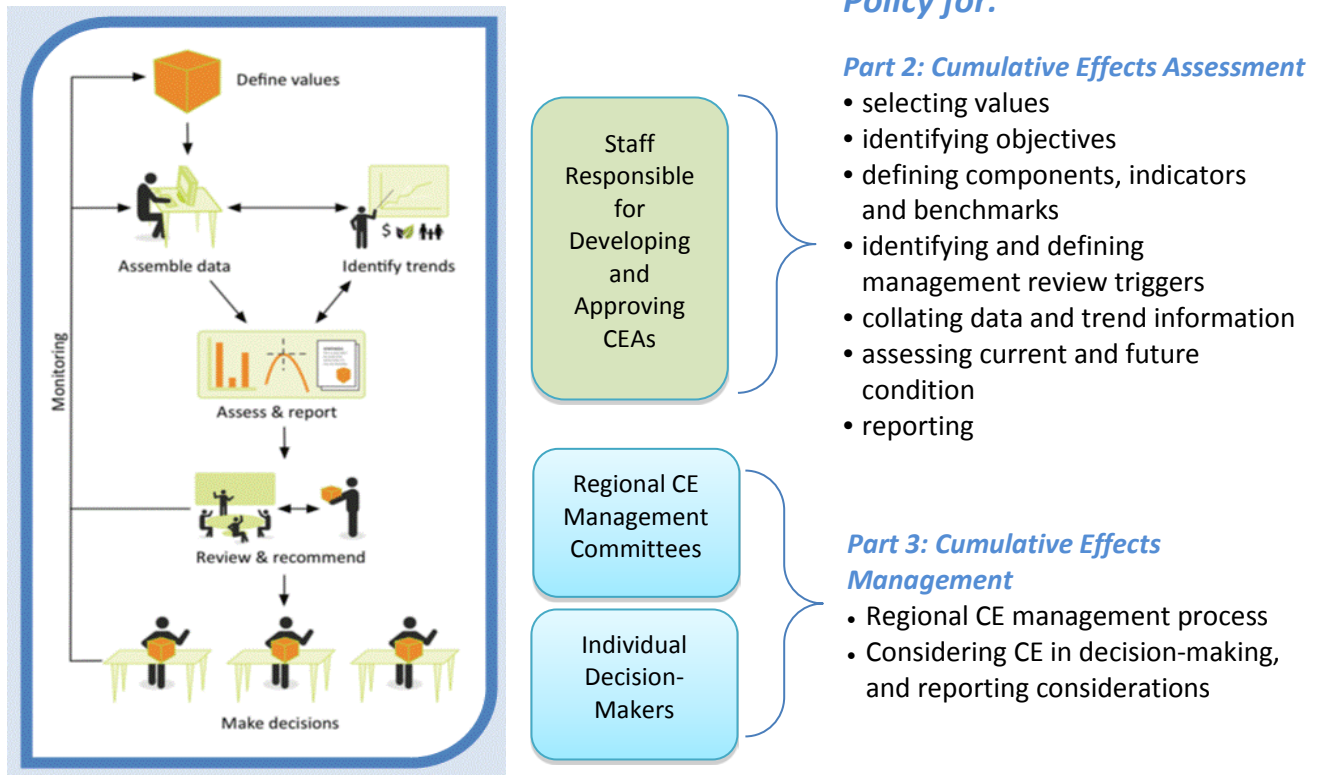 Define values
Assemble data
Identify trends
Monitoring
Assess & report
Review & recommend
Make decisions
Staff
Responsible
for
Developing
and
Approving
CEAs
Regional CE
Management
Committees
Individual
Decision-
Makers
Policy for:
Part 2: Cumulative Effects Assessment
• selecting values
• identifying objectives
• defining components, indicators
and benchmarks
• identifying and defining
management review triggers
• collating data and trend information
• assessing current and future
condition
• reporting
Part 3: Cumulative Effects
Management
• Regional CE management process
• Considering CE in decision-making,
and reporting considerations